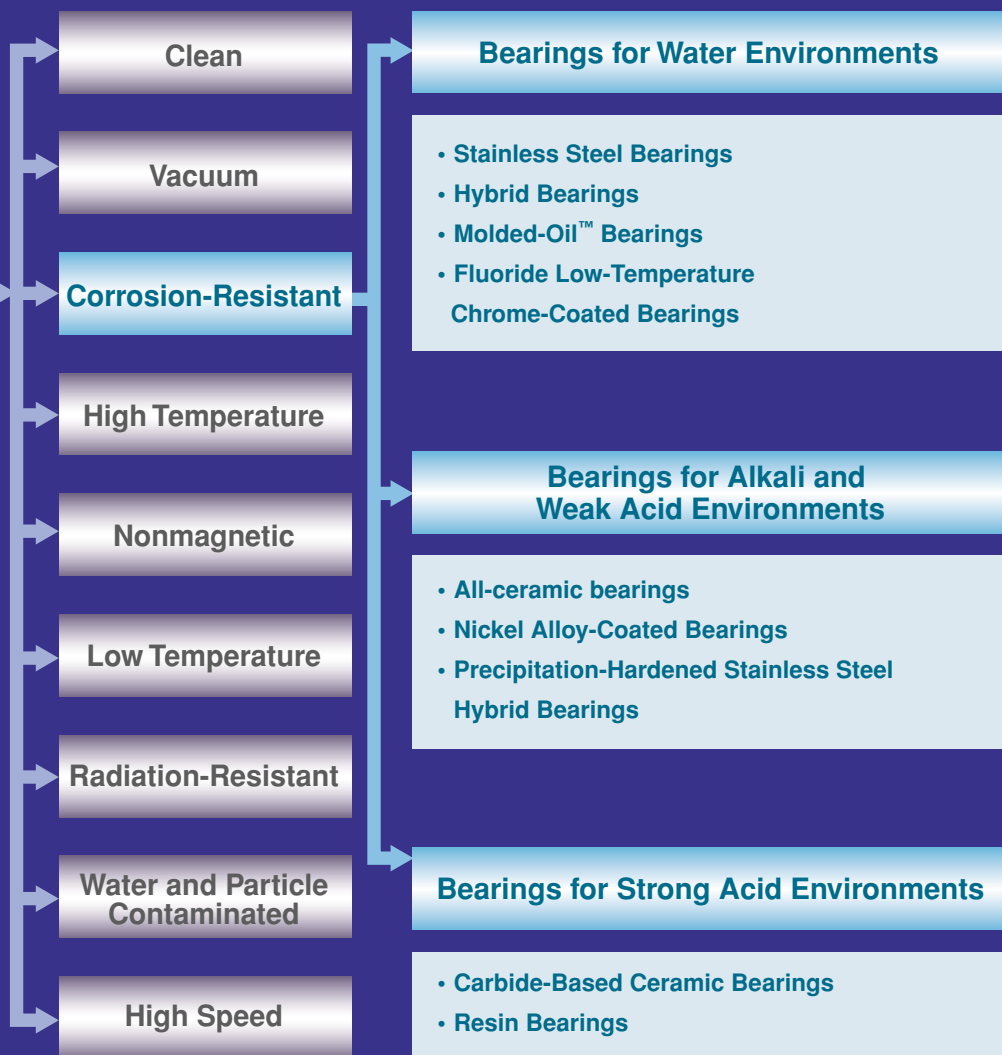 Clean
Vacuum
Corrosion-Resistant
High Temperature
Nonmagnetic
Low Temperature
Radiation-Resistant
Water and Particle
Contaminated
High Speed
Bearings for Water Environments
• Stainless Steel Bearings
• Hybrid Bearings
• Molded-Oil™ Bearings
• Fluoride Low-Temperature
Chrome-Coated Bearings
Bearings for Alkali and
Weak Acid Environments
• All-ceramic bearings
• Nickel Alloy-Coated Bearings
• Precipitation-Hardened Stainless Steel
Hybrid Bearings
Bearings for Strong Acid Environments
• Carbide-Based Ceramic Bearings
• Resin Bearings